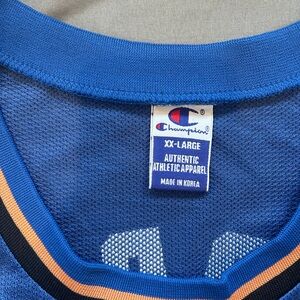 Champion
XX-LARGE
AUTHENTIC
ATHLETIC APPAREL
MADE IN KOREA